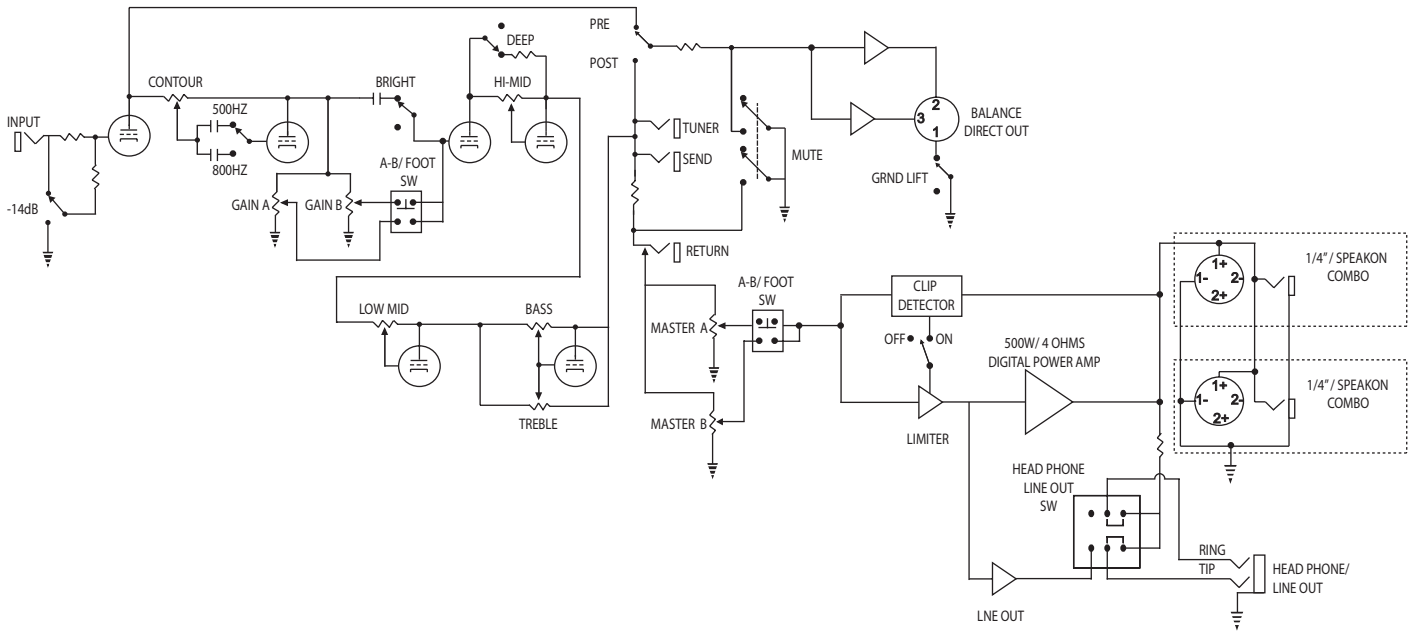 PRE
DEEP
POST
CONTOUR
BRIGHT
HI-MID
500HZ
INPUT
TUNER
2
3
1
BALANCE
DIRECT OUT
800HZ
A-B/ FOOT
SW
SEND
MUTE
GRND LIFT
-14dB
GAIN A
GAIN B
RETURN
1+
1-
2-
2+
1/4" / SPEAKON
COMBO
A-B/ FOOT
SW
CLIP
DETECTOR
LOW MID
BASS
MASTER A
OFF
ON
500W/ 4 OHMS
DIGITAL POWER AMP
1+
1-
2-
2+
1/4" / SPEAKON
COMBO
TREBLE
MASTER B
LIMITER
HEAD PHONE
LINE OUT
SW
RING
TIP
HEAD PHONE/
LINE OUT
LNE OUT